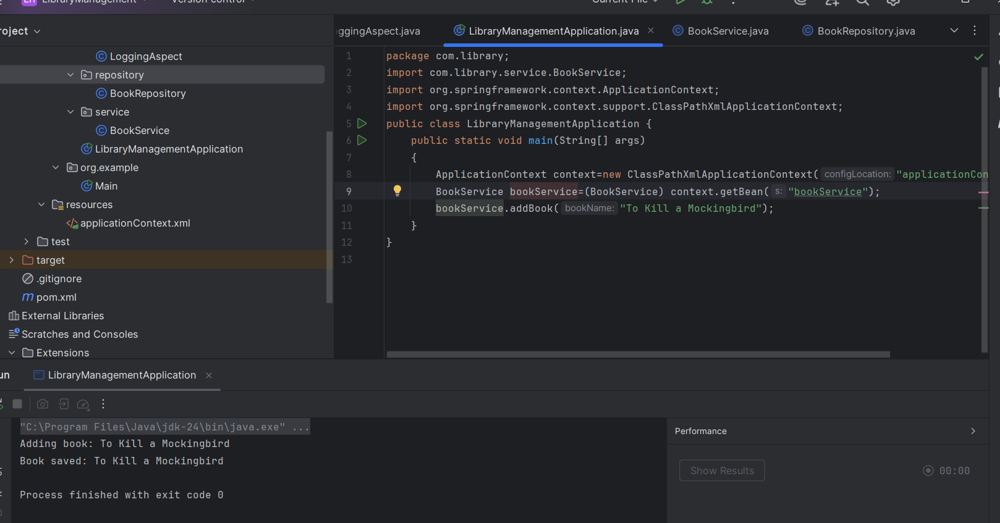 LH LibraryManagement Version control Current File
roject
LoggingAspect
repository
BookRepository
service
BookService
LibraryManagementApplication
org.example
Main
resources
applicationContext.xml
test
target
.gitignore
pom.xml
External Libraries
Scratches and Consoles
Extensions
ggingAspect.java LibraryManagementApplication.java BookService.java BookRepository.java
1 package com.library;
2 import com.library.service.BookService;
3 import org.springframework.context.ApplicationContext;
4 import org.springframework.context.support.ClassPathXmlApplicationContext;
5 public class LibraryManagementApplication {
6 public static void main(String[] args)
7 {
8 ApplicationContext context=new ClassPathXmlApplicationContext( configLocation: "applicationCon
9 BookService bookService=(BookService) context.getBean( s: "bookService");
10 bookService.addBook( bookName: "To Kill a Mockingbird");
11 }
12 }
13
un LibraryManagementApplication
"C:\Program Files\Java\jdk-24\bin\java.exe" ...
Adding book: To Kill a Mockingbird
Book saved: To Kill a Mockingbird
Process finished with exit code 0
Performance
Show Results 00:00